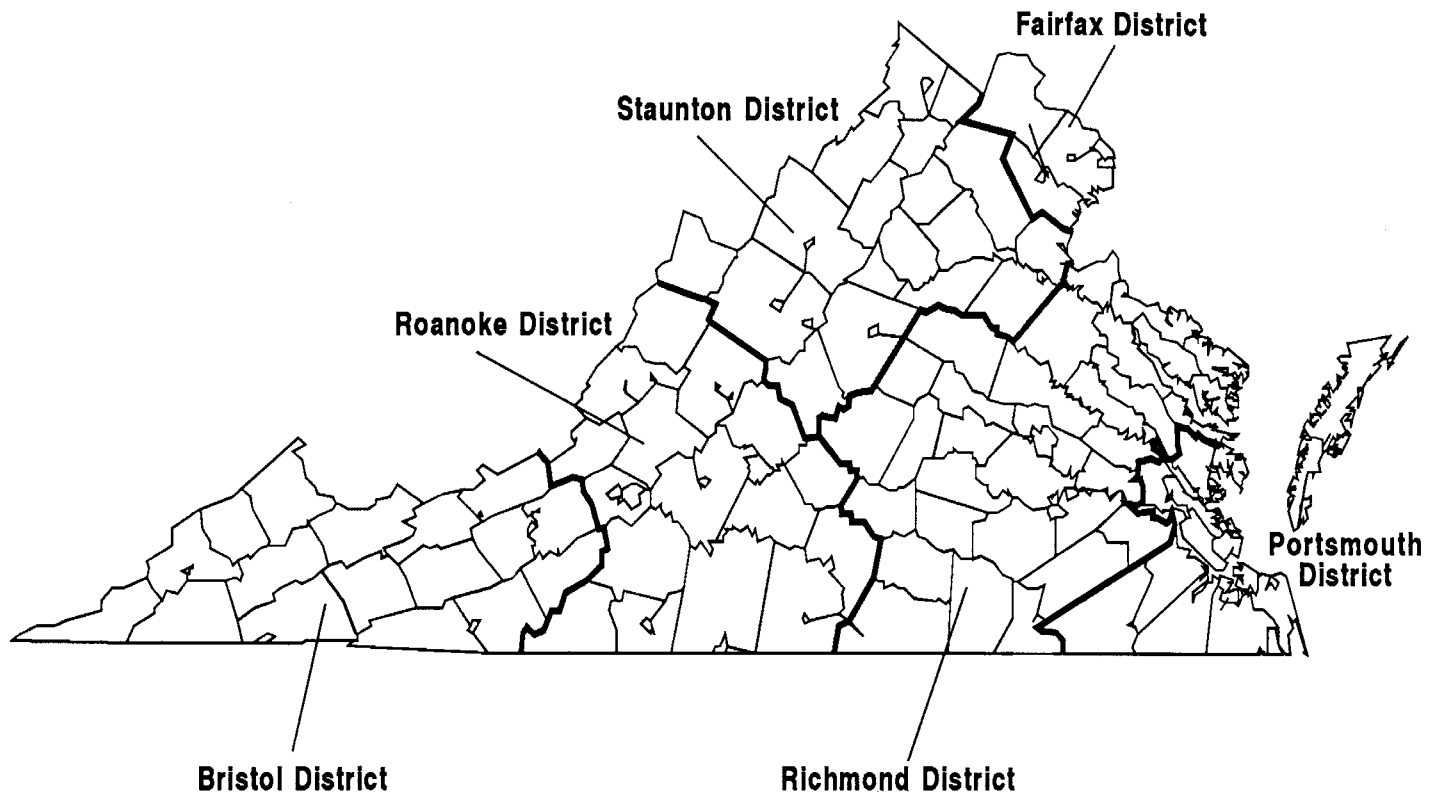 Fairfax District
Staunton District
Roanoke District
Portsmouth
District
Bristol District
Richmond District